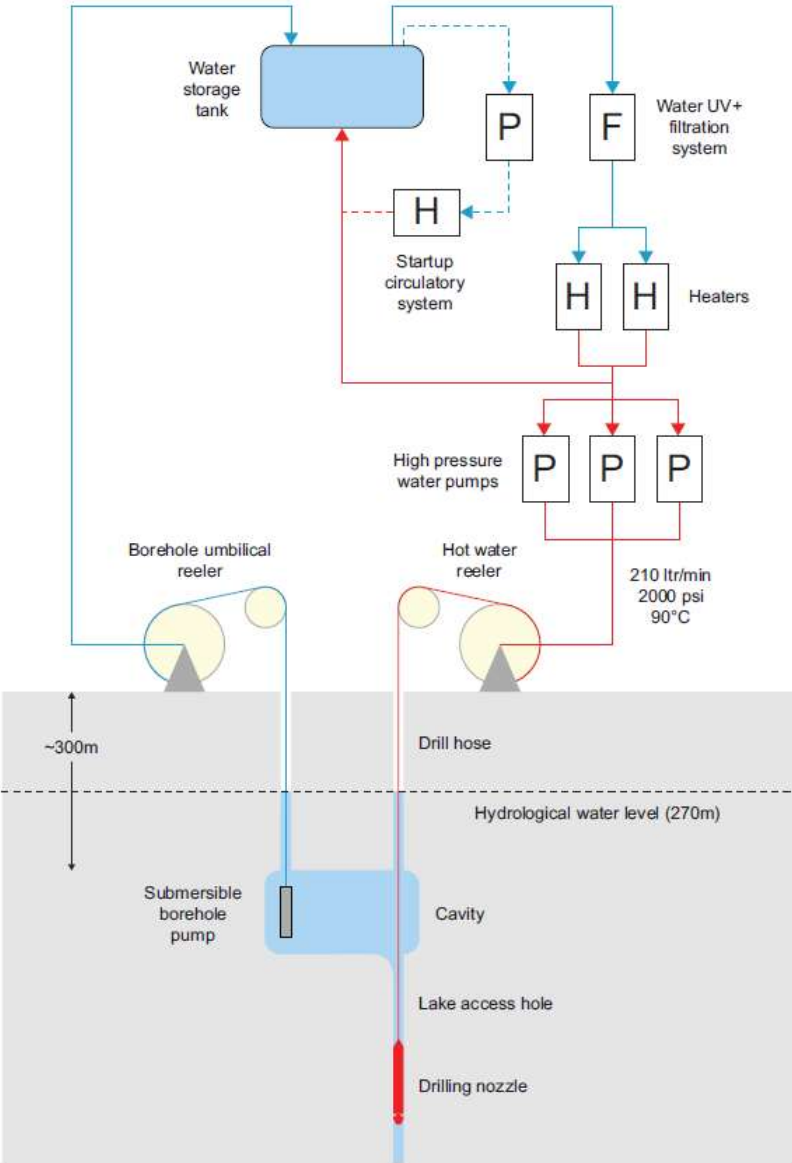 Water
storage
tank
P
F
Water UV+
filtration
system
H
Startup
circulatory
system
H
H
Heaters
High pressure
water pumps
P
P
P
Borehole umbilical
reeler
Hot water
reeler
210 ltr/min
2000 psi
90°C
~300m
Drill hose
Hydrological water level (270m)
Submersible
borehole
pump
Cavity
Lake access hole
Drilling nozzle